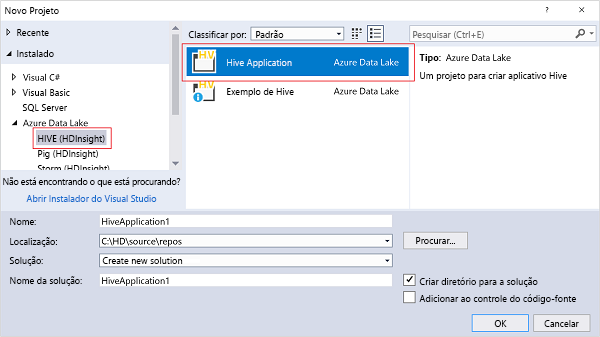 Novo Projeto
Recente
Instalado
Visual C#
Visual Basic
SQL Server
Azure Data Lake
HIVE (HDInsight)
Pig (HDInsight)
Storm (HDInsight)
Não está encontrando o que está procurando?
Abrir Instalador do Visual Studio
Classificar por: Padrão
Hive Application Azure Data Lake
Exemplo de Hive Azure Data Lake
Pesquisar (Ctrl+E)
Tipo: Azure Data Lake
Um projeto para criar aplicativo Hive
Nome: HiveApplication1
Localização: C:\HD\source\repos Procurar...
Solução: Create new solution
Nome da solução: HiveApplication1
Criar diretório para a solução
Adicionar ao controle do código-fonte
OK Cancelar